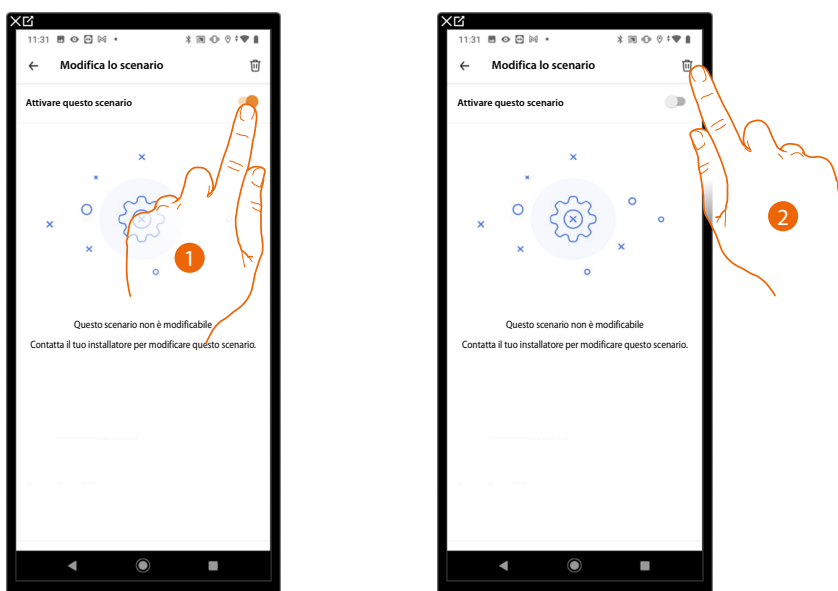 11:31
Modifica lo scenario
Attivare questo scenario
1
Questo scenario non è modificabile
Contatta il tuo installatore per modificare questo scenario.
11:31
Modifica lo scenario
Attivare questo scenario
2
Questo scenario non è modificabile
Contatta il tuo installatore per modificare questo scenario.